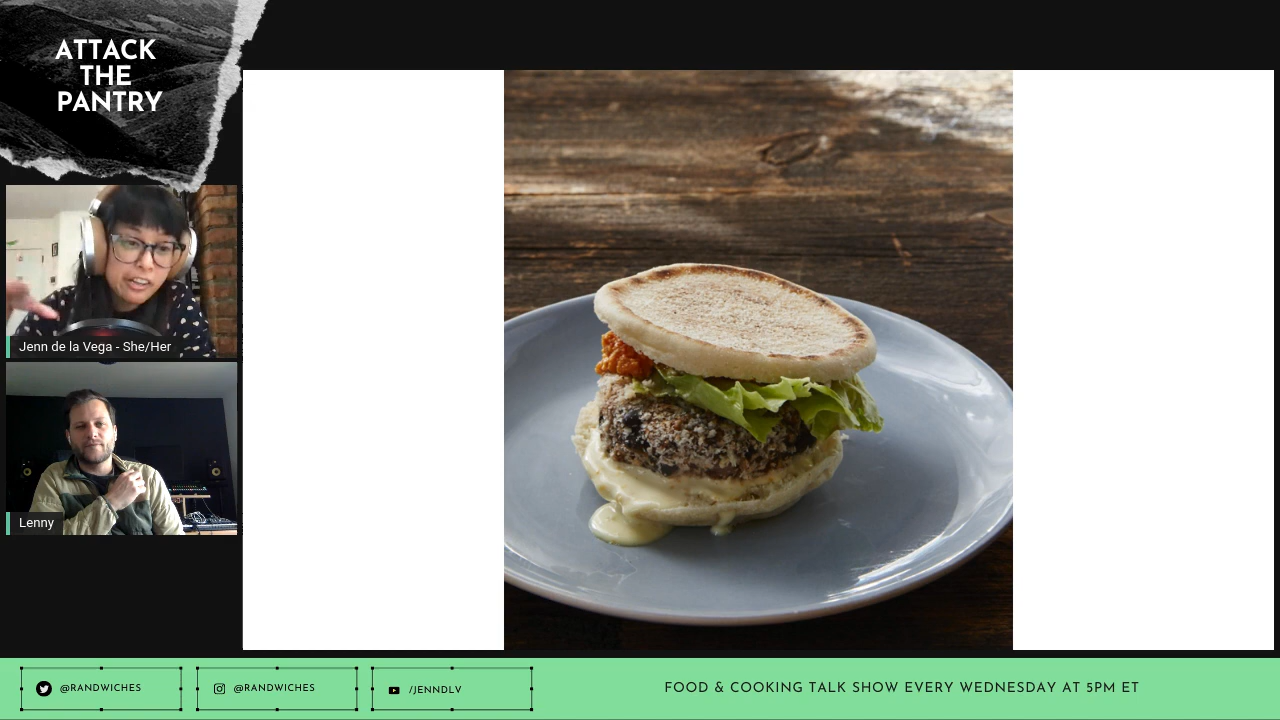 ATTACK
THE
PANTRY
Jenn de la Vega - She/Her
Lenny
@RANDWICHES
@RANDWICHES
/JENNDLV
FOOD & COOKING TALK SHOW EVERY WEDNESDAY AT 5PM ET